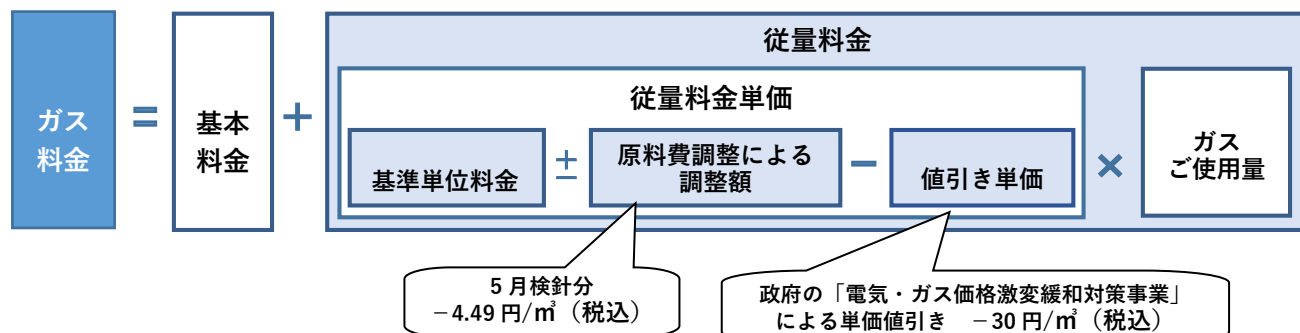 従量料金
従量料金単価
ガス
料金
=
基本
料金
+
基準単位料金
±
原料費調整による
調整額
−
値引き単価
×
ガス
ご使用量
5月検針分
−4.49 円/㎥（税込）
政府の「電気・ガス価格激変緩和対策事業」
による単価値引き　−30 円/㎥（税込）